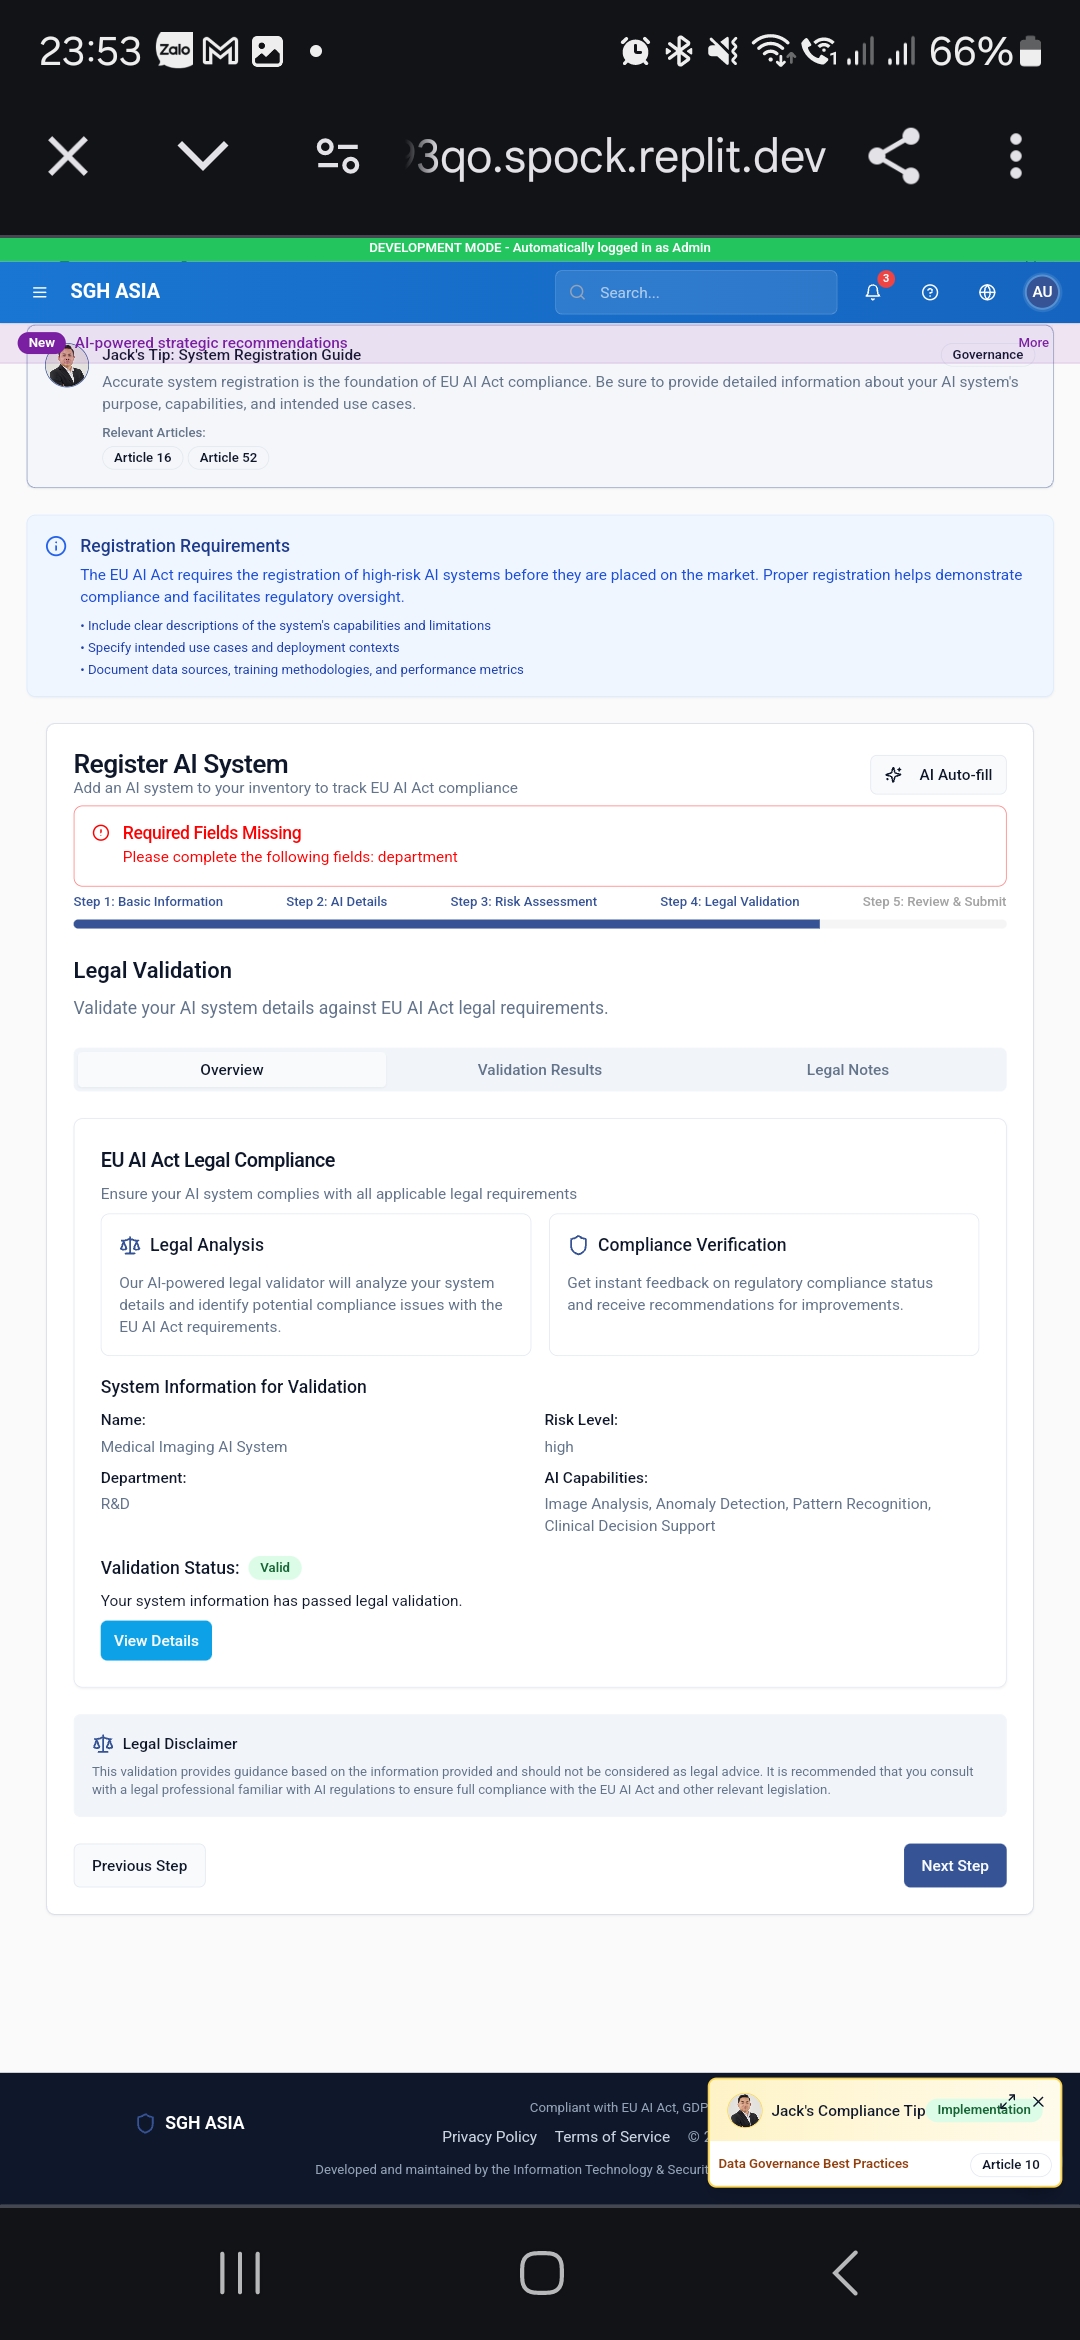 23:53
Zalo
1
66%
3qo.spock.replit.dev
DEVELOPMENT MODE - Automatically logged in as Admin
SGH ASIA
Search...
3
AU
New
AI-powered strategic recommendations
More
Jack's Tip: System Registration Guide
Governance
Accurate system registration is the foundation of EU AI Act compliance. Be sure to provide detailed information about your AI system's
purpose, capabilities, and intended use cases.
Relevant Articles:
Article 16
Article 52
Registration Requirements
The EU AI Act requires the registration of high-risk AI systems before they are placed on the market. Proper registration helps demonstrate
compliance and facilitates regulatory oversight.
• Include clear descriptions of the system's capabilities and limitations
• Specify intended use cases and deployment contexts
• Document data sources, training methodologies, and performance metrics
Register AI System
Add an AI system to your inventory to track EU AI Act compliance
AI Auto-fill
Required Fields Missing
Please complete the following fields: department
Step 1: Basic Information
Step 2: AI Details
Step 3: Risk Assessment
Step 4: Legal Validation
Step 5: Review & Submit
Legal Validation
Validate your AI system details against EU AI Act legal requirements.
Overview
Validation Results
Legal Notes
EU AI Act Legal Compliance
Ensure your AI system complies with all applicable legal requirements
Legal Analysis
Our AI-powered legal validator will analyze your system
details and identify potential compliance issues with the
EU AI Act requirements.
Compliance Verification
Get instant feedback on regulatory compliance status
and receive recommendations for improvements.
System Information for Validation
Name:
Medical Imaging AI System
Risk Level:
high
Department:
R&D
AI Capabilities:
Image Analysis, Anomaly Detection, Pattern Recognition,
Clinical Decision Support
Validation Status:
Valid
Your system information has passed legal validation.
View Details
Legal Disclaimer
This validation provides guidance based on the information provided and should not be considered as legal advice. It is recommended that you consult
with a legal professional familiar with AI regulations to ensure full compliance with the EU AI Act and other relevant legislation.
Previous Step
Next Step
SGH ASIA
Compliant with EU AI Act, GDP
Privacy Policy
Terms of Service
©
Developed and maintained by the Information Technology & Securit
Jack's Compliance Tip
Implementation
Data Governance Best Practices
Article 10